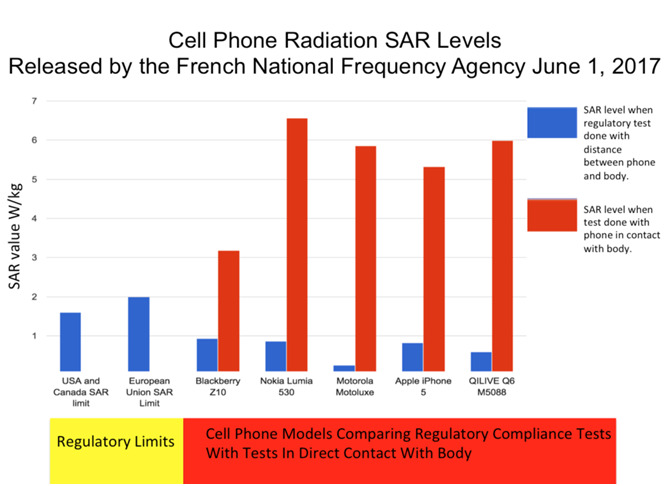 Cell Phone Radiation SAR Levels
Released by the French National Frequency Agency June 1, 2017
7
6
5
4
3
2
1
SAR value W/kg
SAR level when
regulatory test
done with
distance
between phone
and body.
SAR level when
test done with
phone in contact
with body.
USA and
Canada SAR
limit
European
Union SAR
Limit
Blackberry
Z10
Nokia Lumia
530
Motorola
Motoluxe
Apple iPhone
5
QILIVE Q6
M5088
Regulatory Limits
Cell Phone Models Comparing Regulatory Compliance Tests
With Tests In Direct Contact With Body